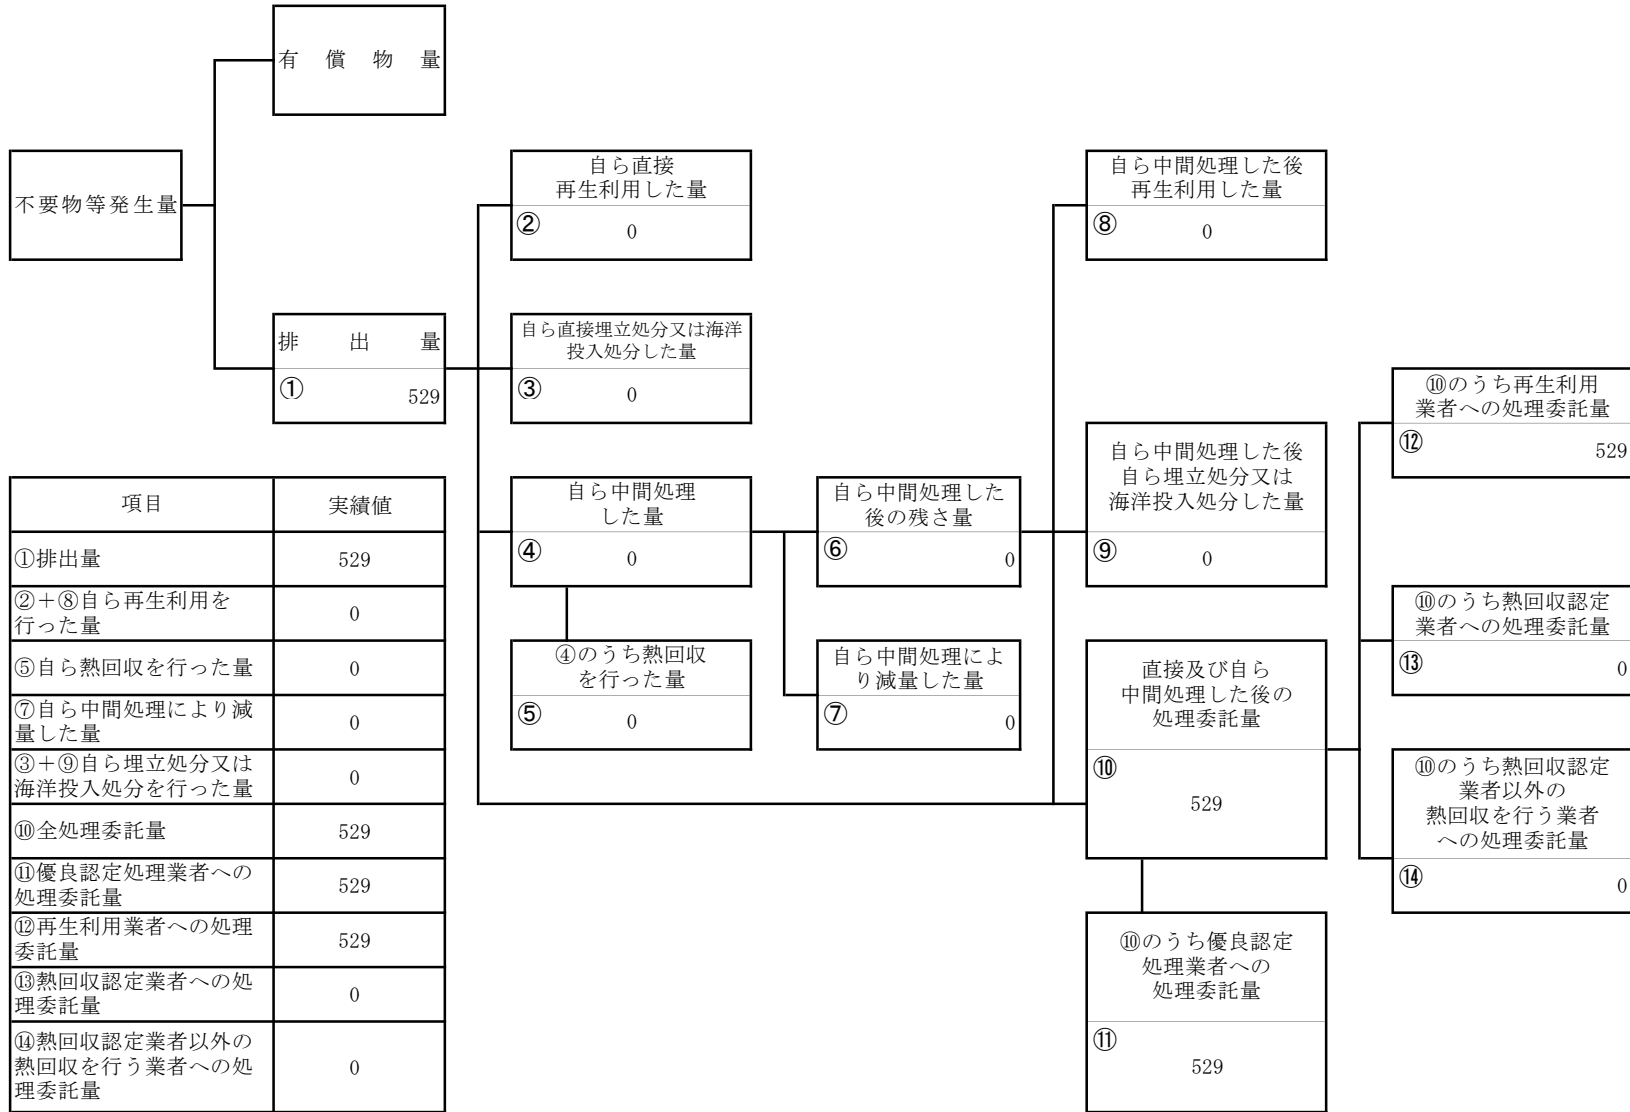 有償物量
不要物等発生量
排出量
① 529
自ら直接
再生利用した量
② 0
自ら直接埋立処分又は海洋
投入処分した量
③ 0
自ら中間処理
した量
④ 0
④のうち熱回収
を行った量
⑤ 0
自ら中間処理した
後の残さ量
⑥ 0
自ら中間処理によ
り減量した量
⑦ 0
自ら中間処理した後
再生利用した量
⑧ 0
自ら中間処理した後
自ら埋立処分又は
海洋投入処分した量
⑨ 0
直接及び自ら
中間処理した後の
処理委託量
⑩
529
⑩のうち優良認定
処理業者への
処理委託量
⑪
529
⑩のうち再生利用
業者への処理委託量
⑫ 529
⑩のうち熱回収認定
業者への処理委託量
⑬ 0
⑩のうち熱回収認定
業者以外の
熱回収を行う業者
への処理委託量
⑭ 0
項目 実績値
①排出量 529
②+⑧自ら再生利用を
行った量 0
⑤自ら熱回収を行った量 0
⑦自ら中間処理により減
量した量 0
③+⑨自ら埋立処分又は
海洋投入処分を行った量 0
⑩全処理委託量 529
⑪優良認定処理業者への
処理委託量 529
⑫再生利用業者への処理
委託量 529
⑬熱回収認定業者への処
理委託量 0
⑭熱回収認定業者以外の
熱回収を行う業者への処
理委託量 0